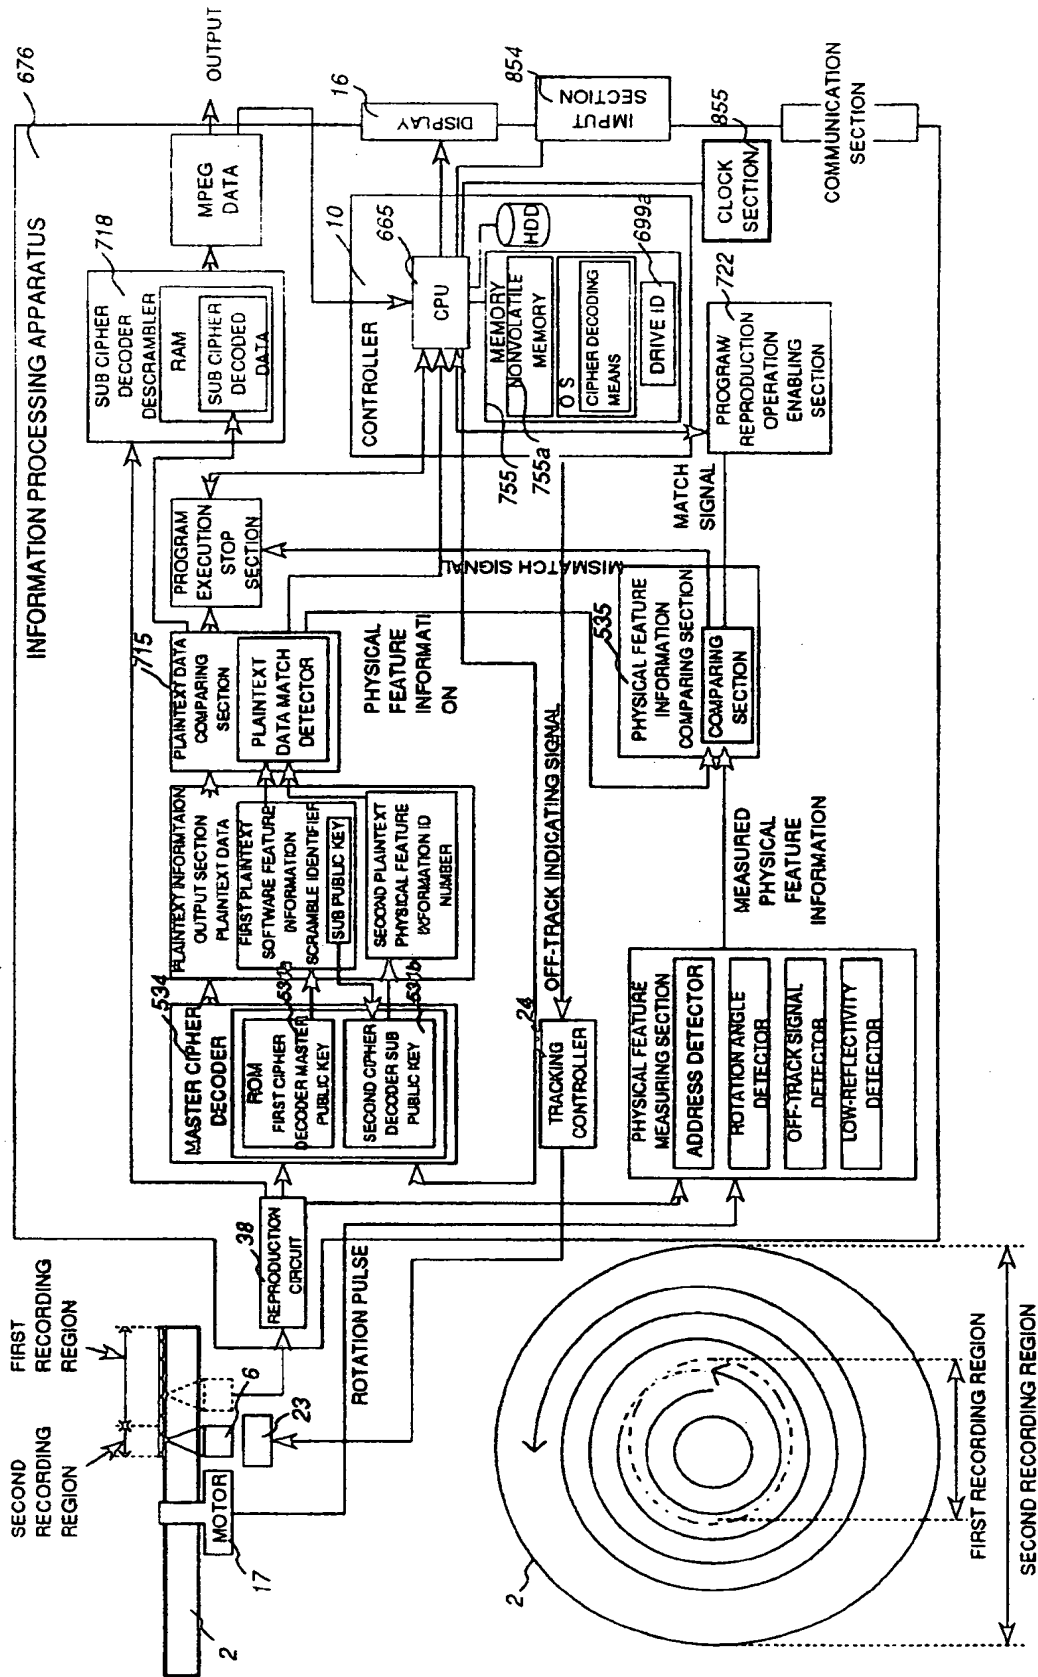 INFORMATION PROCESSING APPARATUS
676
SECOND
RECORDING
REGION
FIRST
RECORDING
REGION
2
17
MOTOR
6
23
ROTATION PULSE
38
REPRODUCTION
CIRCUIT
534
MASTER CIPHER
DECODER
ROM
FIRST CIPHER
DECODER MASTER
PUBLIC KEY
SECOND CIPHER
DECODER SUB
PUBLIC KEY
PLAINTEXT INFORMTAION
OUTPUT SECTION
PLAINTEXT DATA
FIRST PLAINTEXT
SOFTWARE FEATURE
INFORMATION
SCRAMBLE IDENTIFIER
SUB PUBLIC KEY
SECOND PLAINTEXT
PHYSICAL FEATURE
INFORMATION ID
NUMBER
715
PLAINTEXT DATA
COMPARING
SECTION
PLAINTEXT
DATA MATCH
DETECTOR
PHYSICAL
FEATURE
INFORMATI
ON
PROGRAM
EXECUTION
STOP
SECTION
718
SUB CIPHER
DECODER
DESCRAMBLER
RAM
SUB CIPHER
DECODED
DATA
MPEG
DATA
OUTPUT
10
CONTROLLER
665
CPU
HDD
MEMORY
NONVOLATILE
MEMORY
O S
CIPHER DECODING
MEANS
699a
DRIVE ID
755
755a
16
DISPLAY
854
IMPUT
SECTION
855
CLOCK
SECTION
COMMUNICATION
SECTION
722
PROGRAM
REPRODUCTION
OPERATION
ENABLING
SECTION
MATCH
SIGNAL
MISMATCH SIGNAL
535
PHYSICAL FEATURE
INFORMATION
COMPARING SECTION
COMPARING
SECTION
OFF-TRACK INDICATING SIGNAL
24
TRACKING
CONTROLLER
MEASURED
PHYSICAL
FEATURE
INFORMATION
PHYSICAL FEATURE
MEASURING SECTION
ADDRESS DETECTOR
ROTATION ANGLE
DETECTOR
OFF-TRACK SIGNAL
DETECTOR
LOW-REFLECTIVITY
DETECTOR
2
FIRST RECORDING REGION
SECOND RECORDING REGION